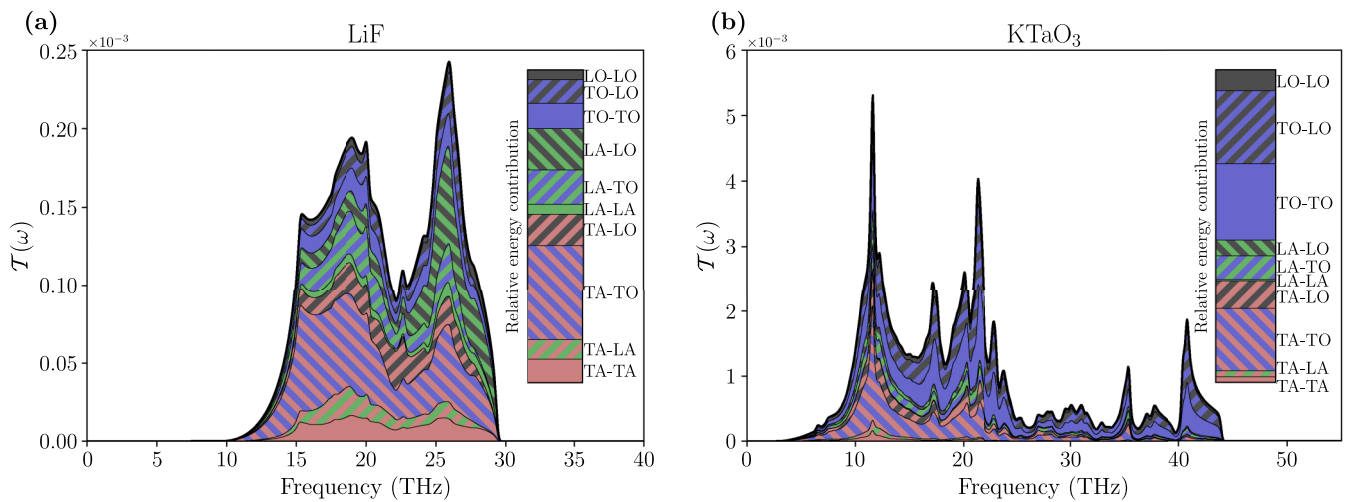 (a)
LiF
×10⁻³
0.25
0.20
0.15
0.10
0.05
0.00
𝒯(ω)
0 5 10 15 20 25 30 35 40
Frequency (THz)
Relative energy contribution
LO-LO
TO-LO
TO-TO
LA-LO
LA-TO
LA-LA
TA-LO
TA-TO
TA-LA
TA-TA
(b)
KTaO₃
×10⁻³
6
5
4
3
2
1
0
𝒯(ω)
0 10 20 30 40 50
Frequency (THz)
Relative energy contribution
LO-LO
TO-LO
TO-TO
LA-LO
LA-TO
LA-LA
TA-LO
TA-TO
TA-LA
TA-TA